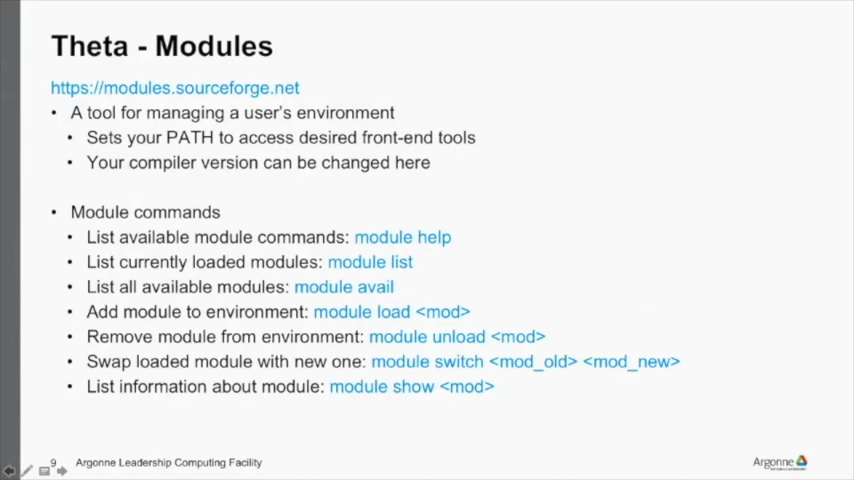 Theta - Modules
https://modules.sourceforge.net
• A tool for managing a user's environment
• Sets your PATH to access desired front-end tools
• Your compiler version can be changed here
• Module commands
• List available module commands: module help
• List currently loaded modules: module list
• List all available modules: module avail
• Add module to environment: module load <mod>
• Remove module from environment: module unload <mod>
• Swap loaded module with new one: module switch <mod_old> <mod_new>
• List information about module: module show <mod>
9 Argonne Leadership Computing Facility
Argonne